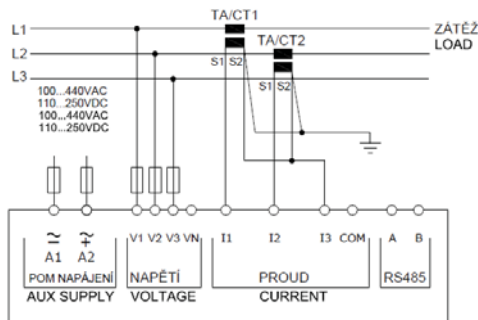 TA/CT1
L1
ZÁTĚŽ
LOAD
TA/CT2
L2
S1 S2
L3
S1 S2
100...440VAC
110...250VDC
100...440VAC
110...250VDC
V1 V2 V3 VN I1 I2 I3 COM A B
A1 A2
POM NAPÁJENÍ NAPĚTÍ PROUD RS485
AUX SUPPLY VOLTAGE CURRENT